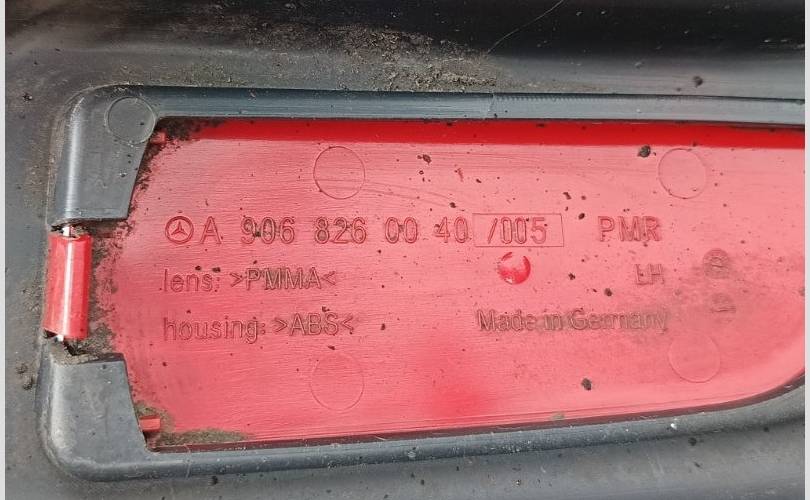 A 906 826 00 40 /005 PMR
lens: >PMMA< LH
housing: >ABS< Made in Germany